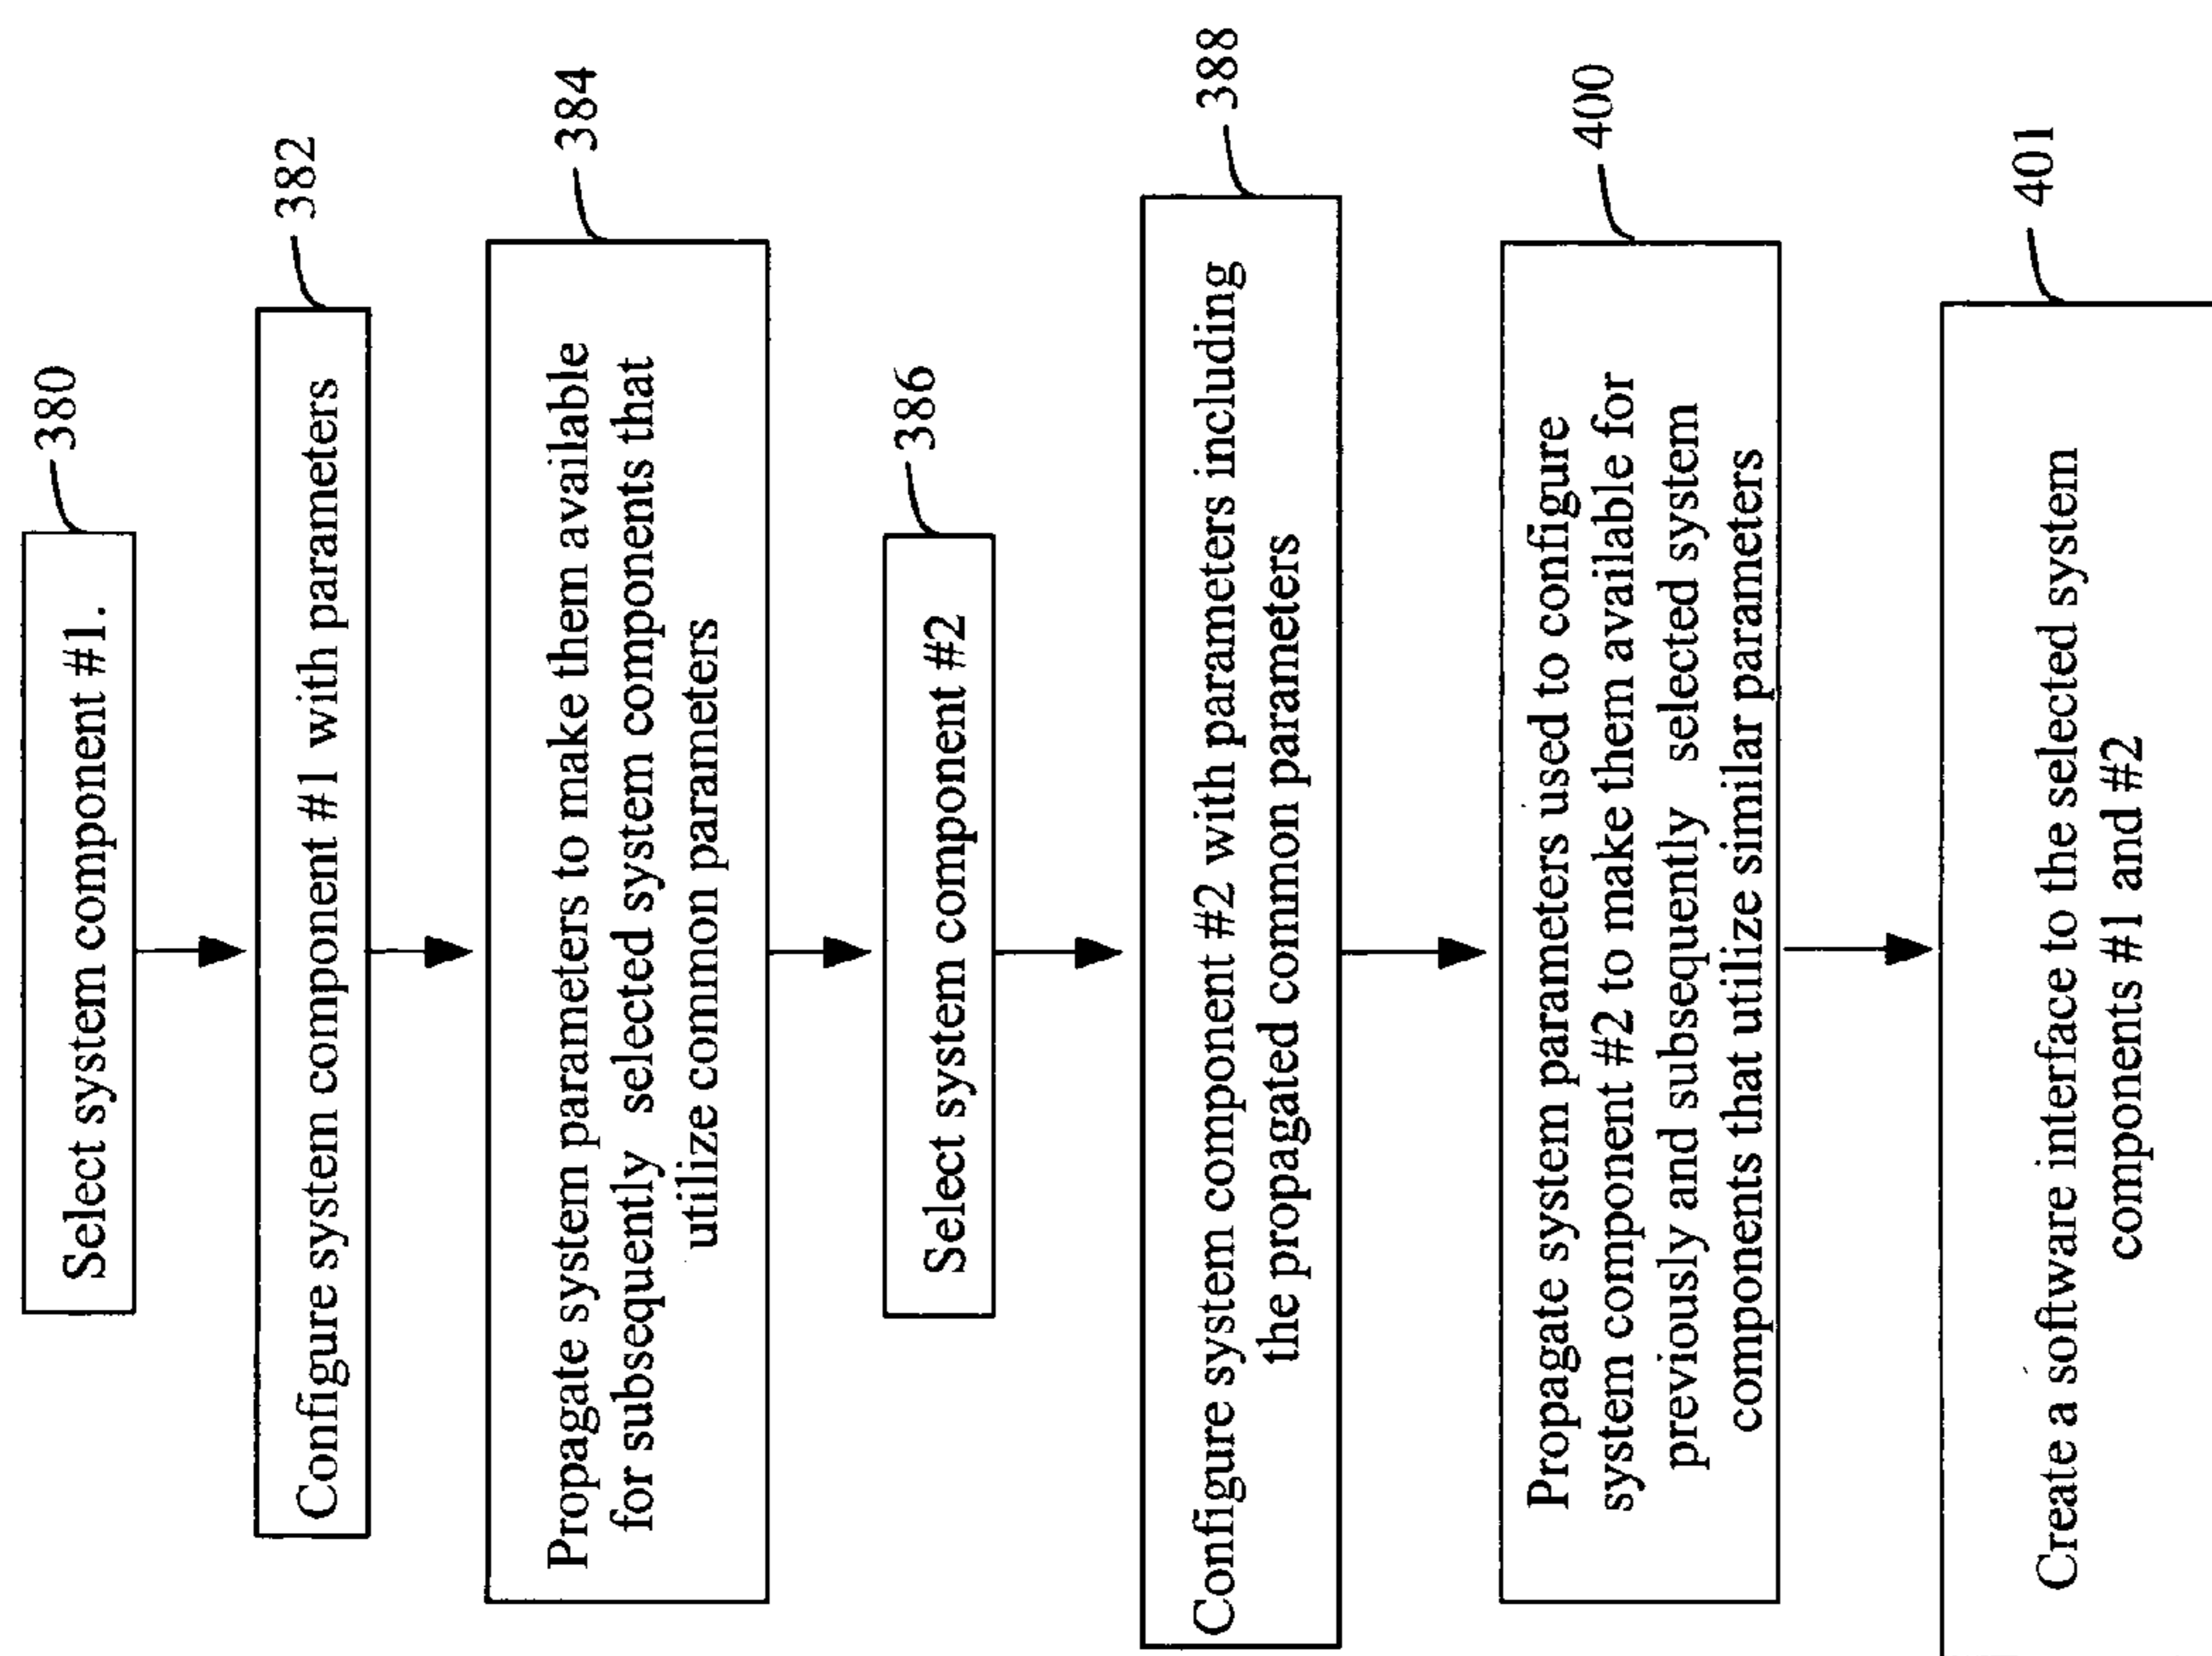 380
Select system component #1.
382
Configure system component #1 with parameters
384
Propagate system parameters to make them available
for subsequently selected system components that
utilize common parameters
386
Select system component #2
388
Configure system component #2 with parameters including
the propagated common parameters
400
Propagate system parameters used to configure
system component #2 to make them available for
previously and subsequently selected system
components that utilize similar parameters
401
Create a software interface to the selected system
components #1 and #2